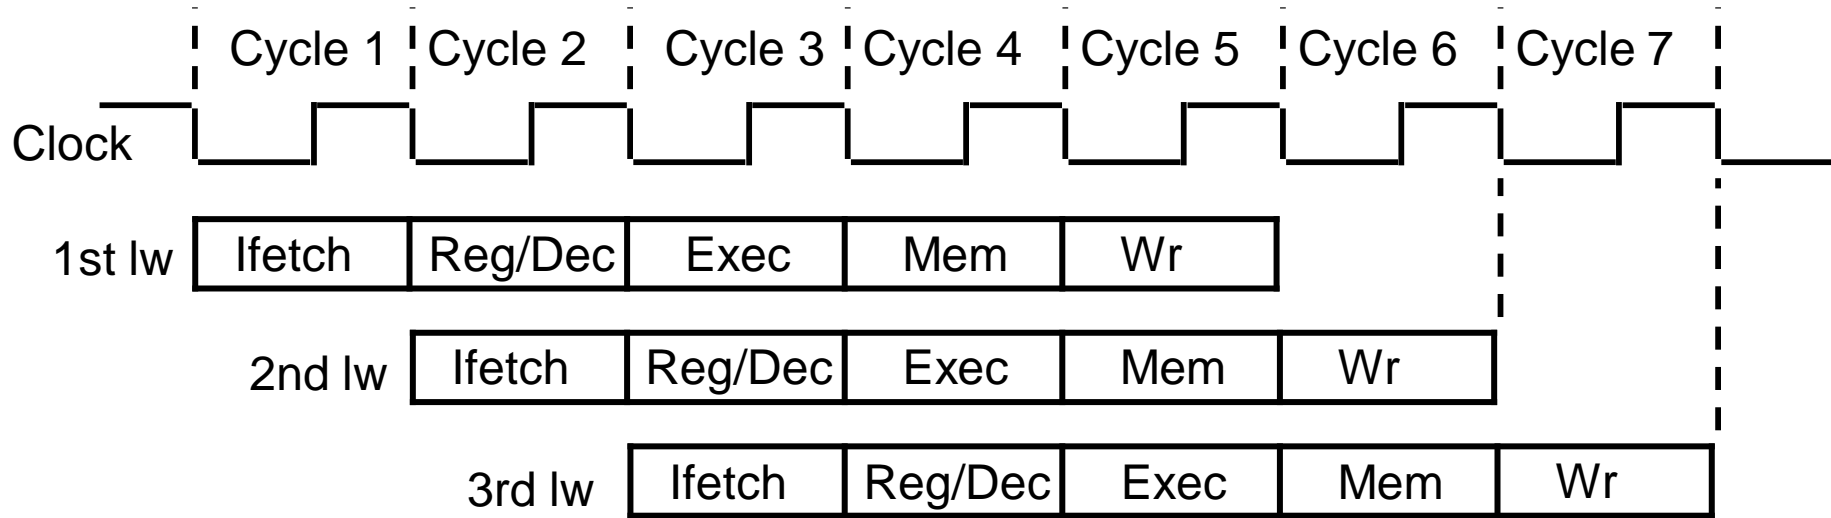 Cycle 1 Cycle 2 Cycle 3 Cycle 4 Cycle 5 Cycle 6 Cycle 7
Clock
1st lw Ifetch Reg/Dec Exec Mem Wr
2nd lw Ifetch Reg/Dec Exec Mem Wr
3rd lw Ifetch Reg/Dec Exec Mem Wr